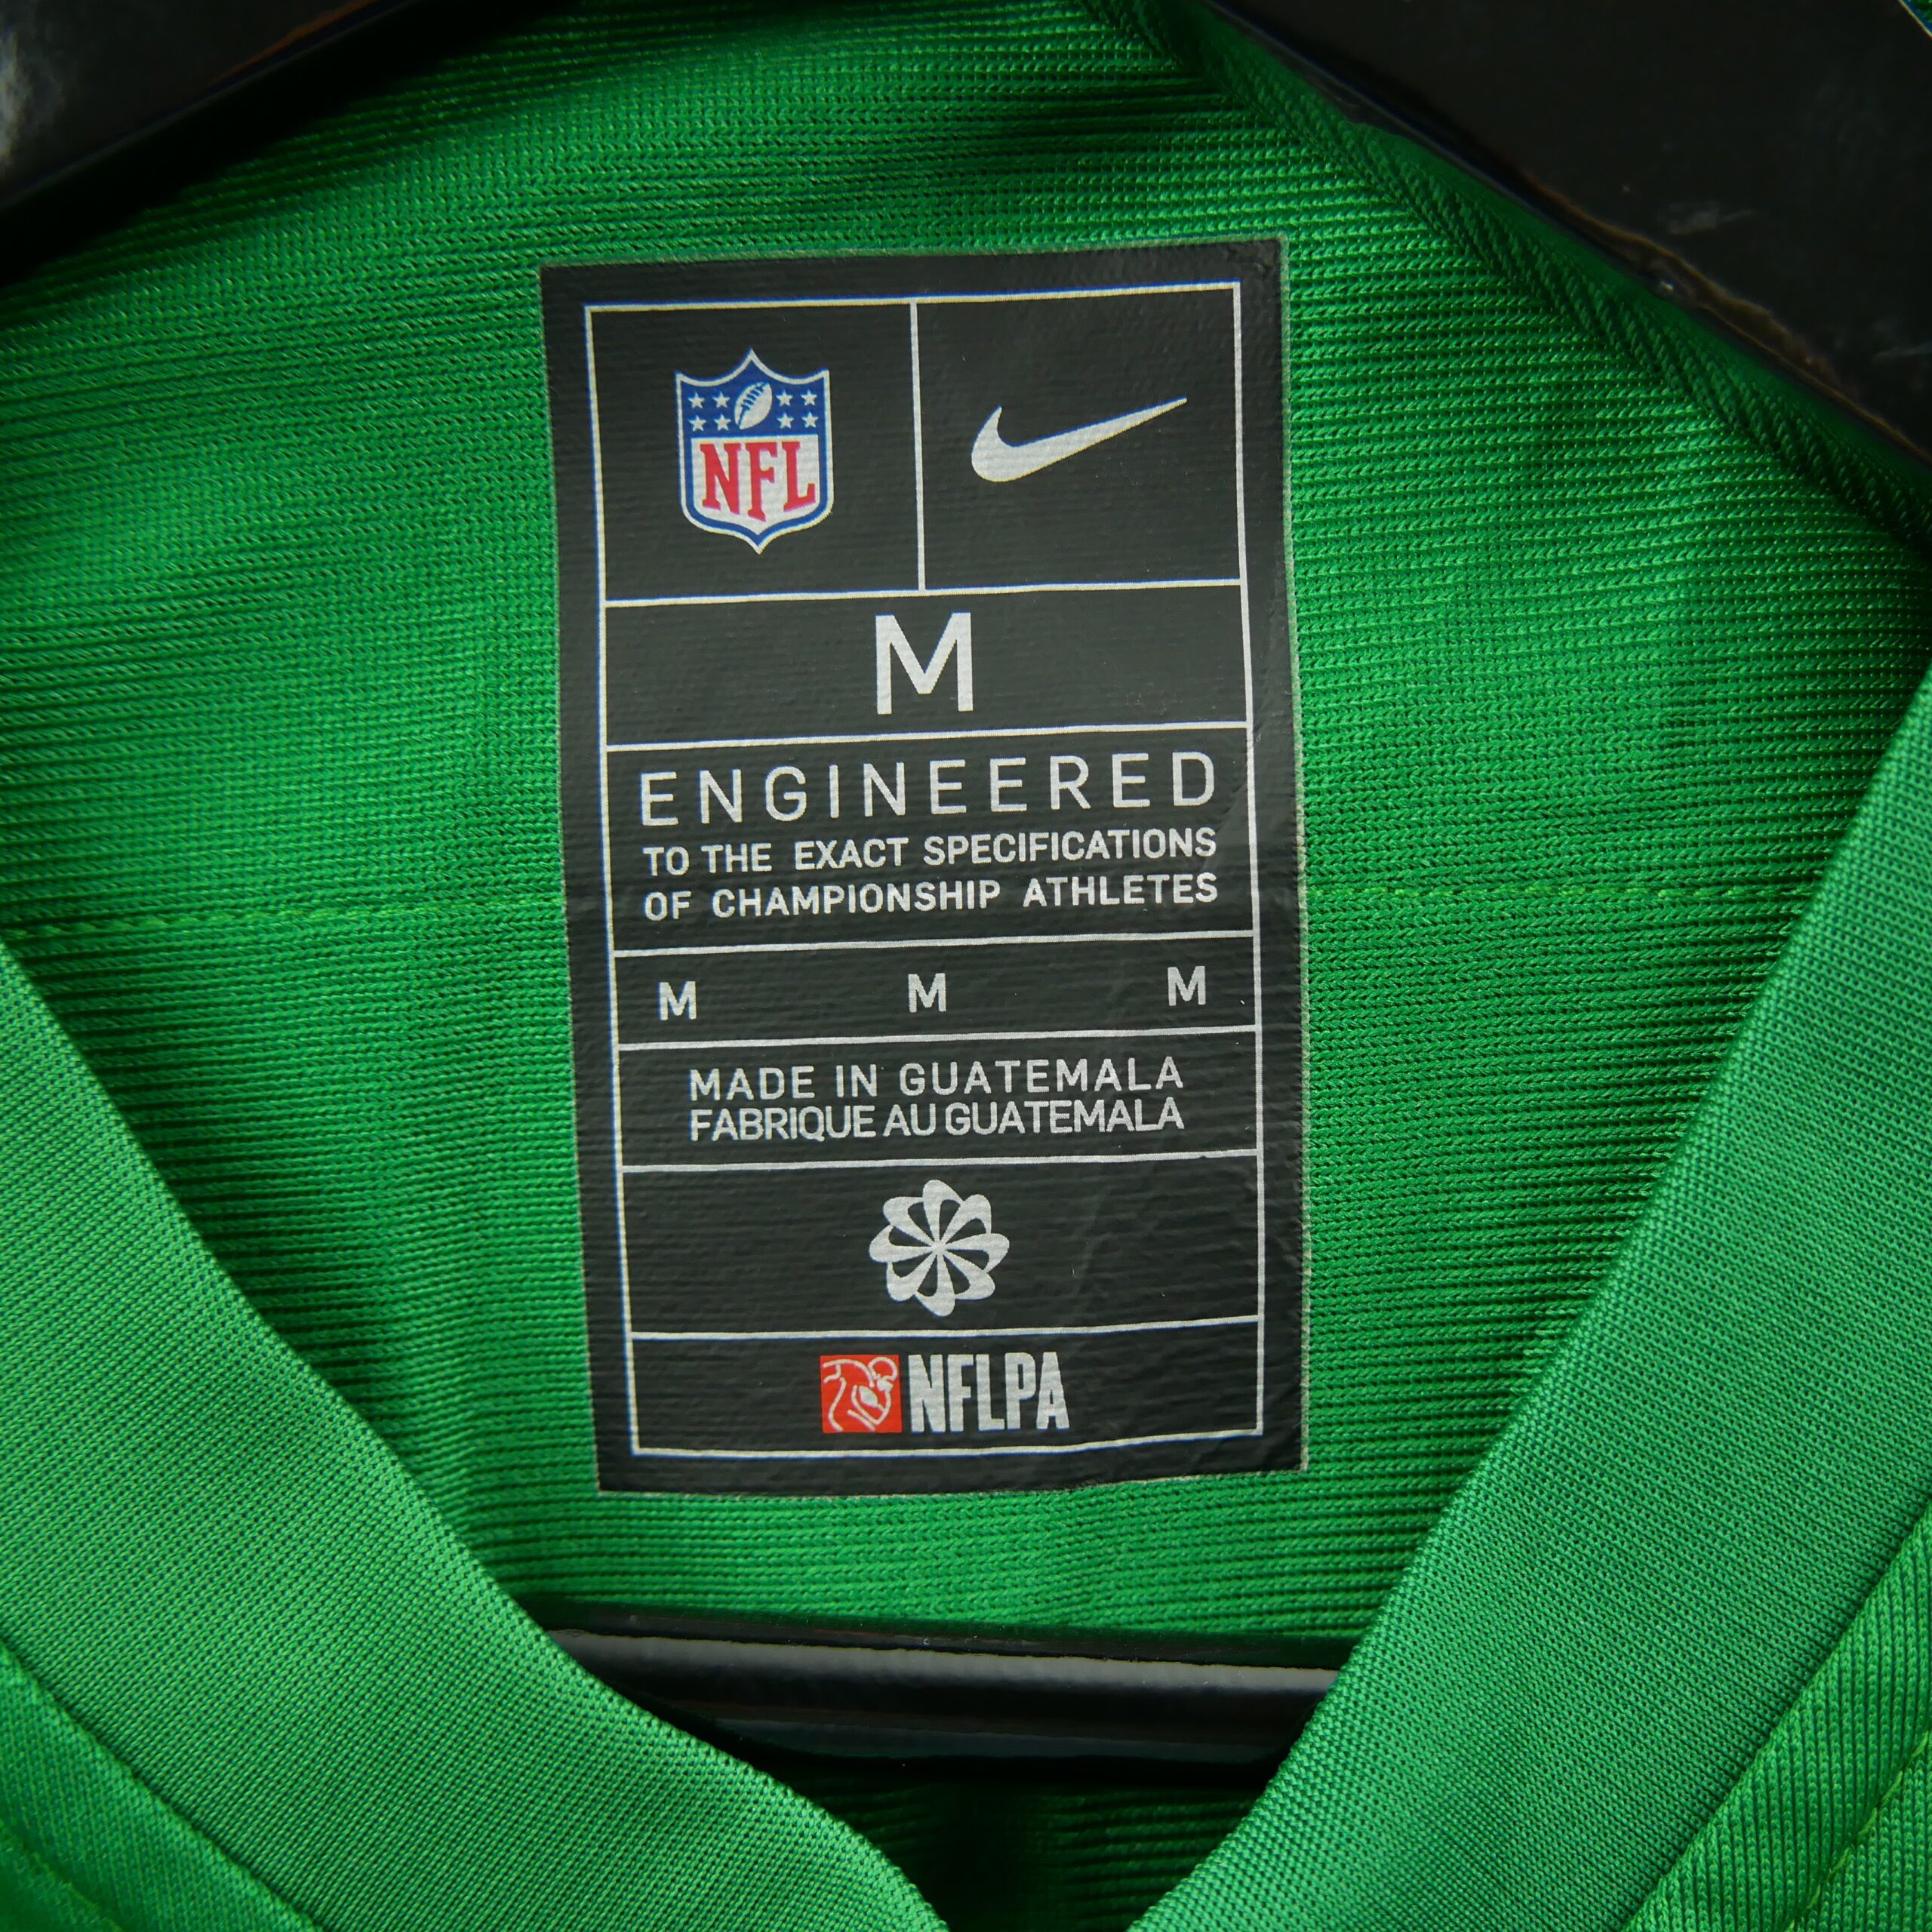 NFL
M
ENGINEERED
TO THE EXACT SPECIFICATIONS
OF CHAMPIONSHIP ATHLETES
M M M
MADE IN GUATEMALA
FABRIQUE AU GUATEMALA
NFLPA